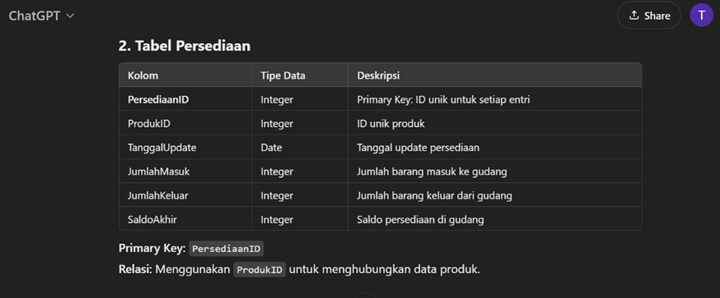 ChatGPT
Share
T
2. Tabel Persediaan
Kolom Tipe Data Deskripsi
PersediaanID Integer Primary Key: ID unik untuk setiap entri
ProdukID Integer ID unik produk
TanggalUpdate Date Tanggal update persediaan
JumlahMasuk Integer Jumlah barang masuk ke gudang
JumlahKeluar Integer Jumlah barang keluar dari gudang
SaldoAkhir Integer Saldo persediaan di gudang
Primary Key: PersediaanID
Relasi: Menggunakan ProdukID untuk menghubungkan data produk.